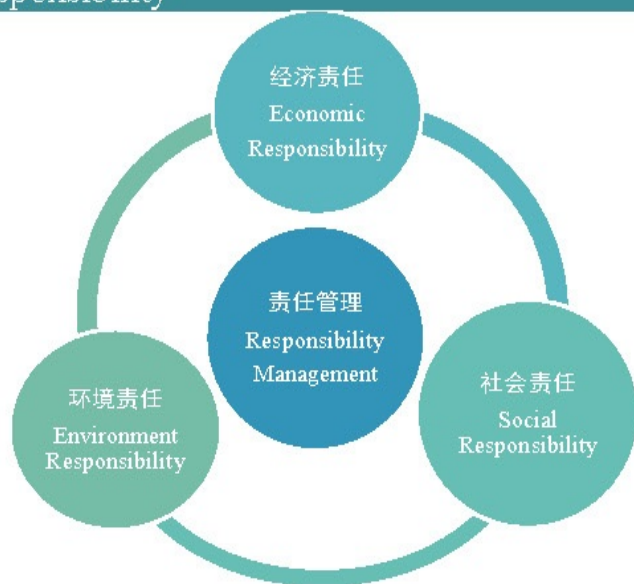 经济责任
Economic
Responsibility
责任管理
Responsibility
Management
环境责任
Environment
Responsibility
社会责任
Social
Responsibility